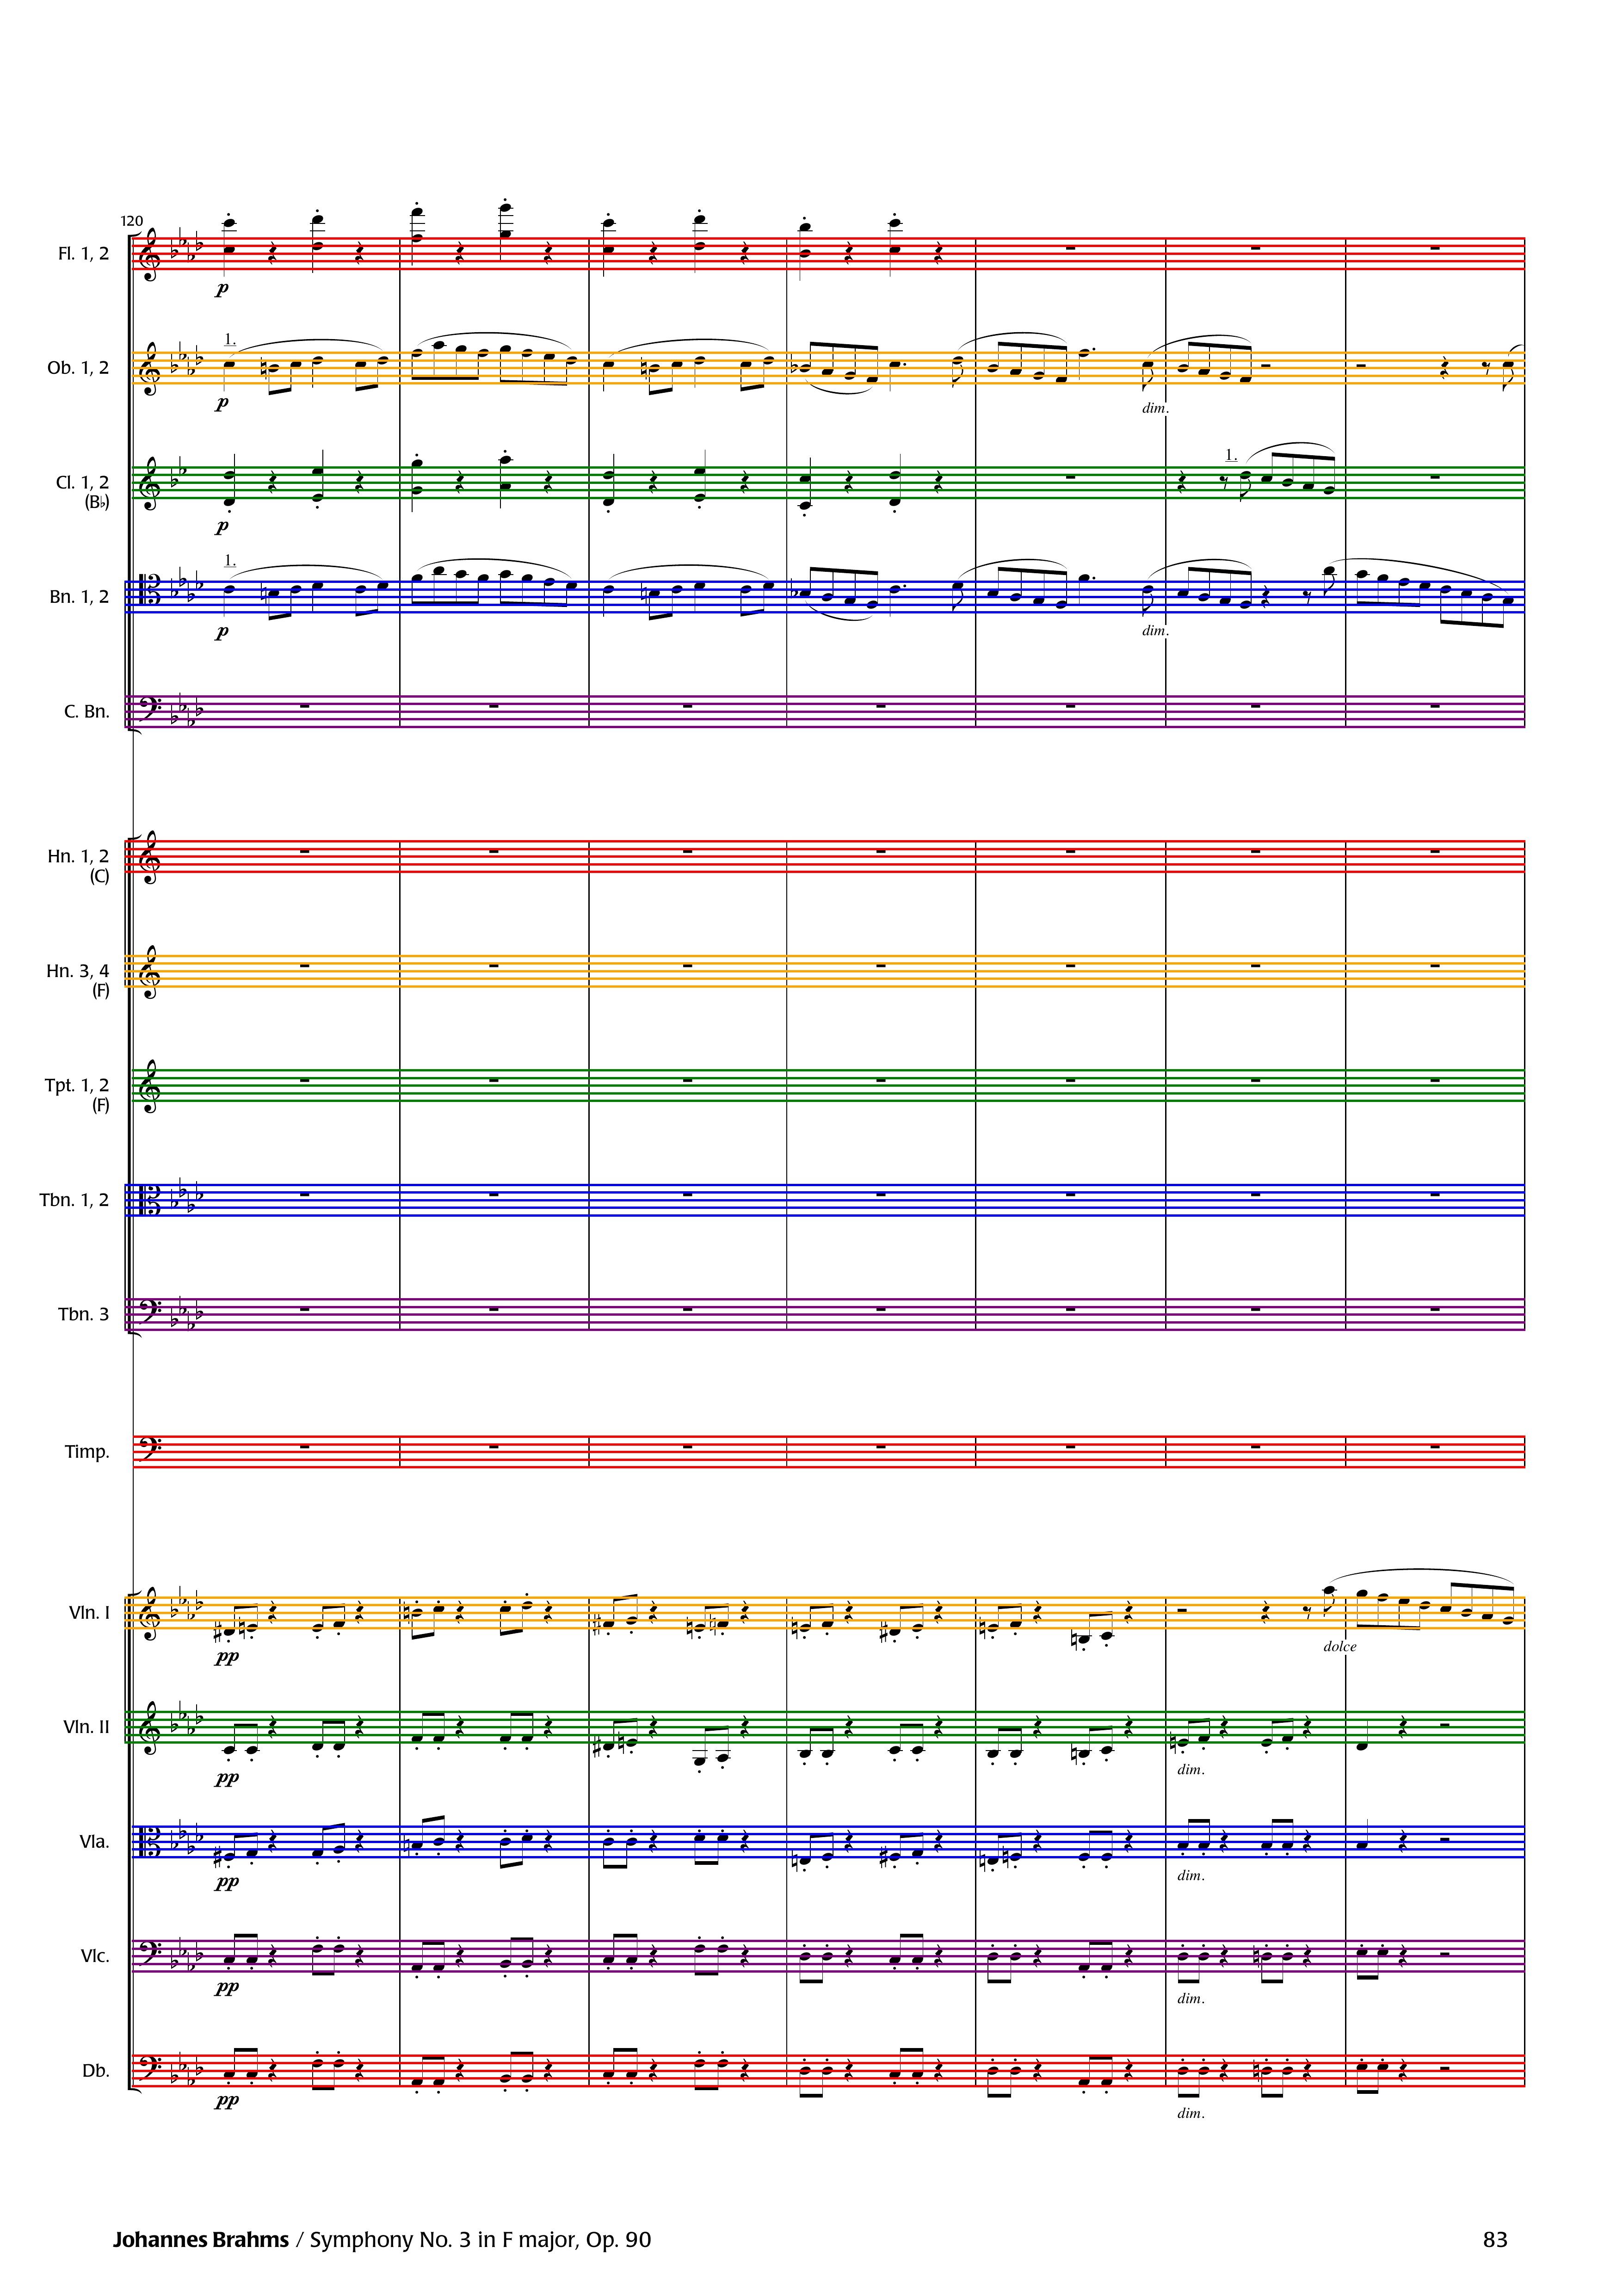 120
Fl. 1, 2
p
1.
Ob. 1, 2
p
dim.
1.
Cl. 1, 2
(B♭)
p
1.
Bn. 1, 2
p
dim.
C. Bn.
Hn. 1, 2
(C)
Hn. 3, 4
(F)
Tpt. 1, 2
(F)
Tbn. 1, 2
Tbn. 3
Timp.
Vln. I
pp
dolce
Vln. II
pp
dim.
Vla.
pp
dim.
Vlc.
pp
dim.
Db.
pp
dim.
Johannes Brahms / Symphony No. 3 in F major, Op. 90 83